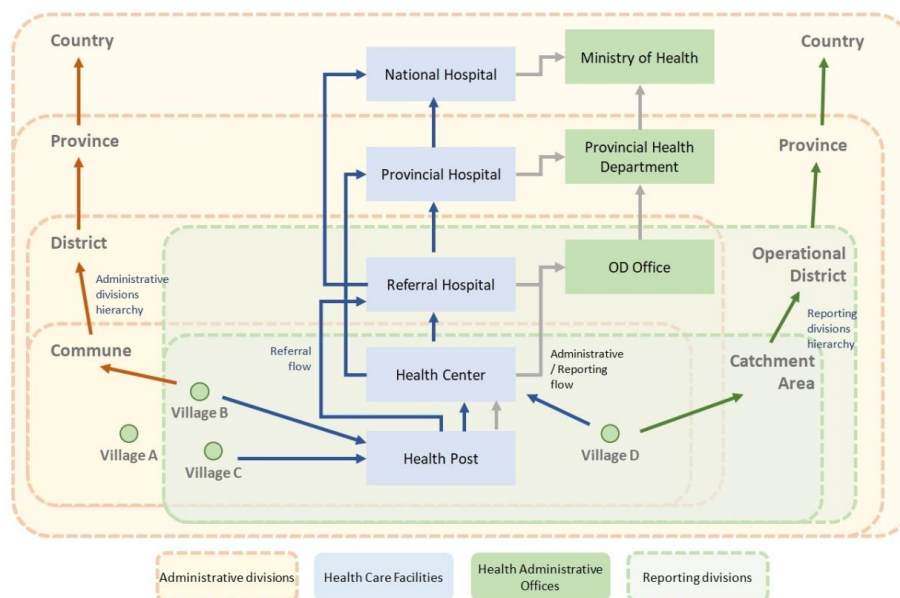 Country
National Hospital
Ministry of Health
Country
Province
Provincial Hospital
Provincial Health
Department
Province
District
Referral Hospital
OD Office
Operational
District
Administrative
divisions
hierarchy
Reporting
divisions
hierarchy
Commune
Referral
flow
Health Center
Administrative
/ Reporting
flow
Catchment
Area
Village B
Village A
Village C
Health Post
Village D
Administrative divisions
Health Care Facilities
Health Administrative
Offices
Reporting divisions